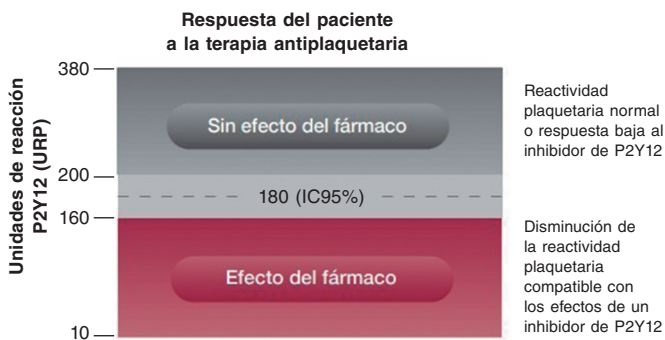 Respuesta del paciente
a la terapia antiplaquetaria
Unidades de reacción
P2Y12 (URP)
380
200
160
10
Sin efecto del fármaco
180 (IC95%)
Efecto del fármaco
Reactividad
plaquetaria normal
o respuesta baja al
inhibidor de P2Y12
Disminución de
la reactividad
plaquetaria
compatible con
los efectos de un
inhibidor de P2Y12